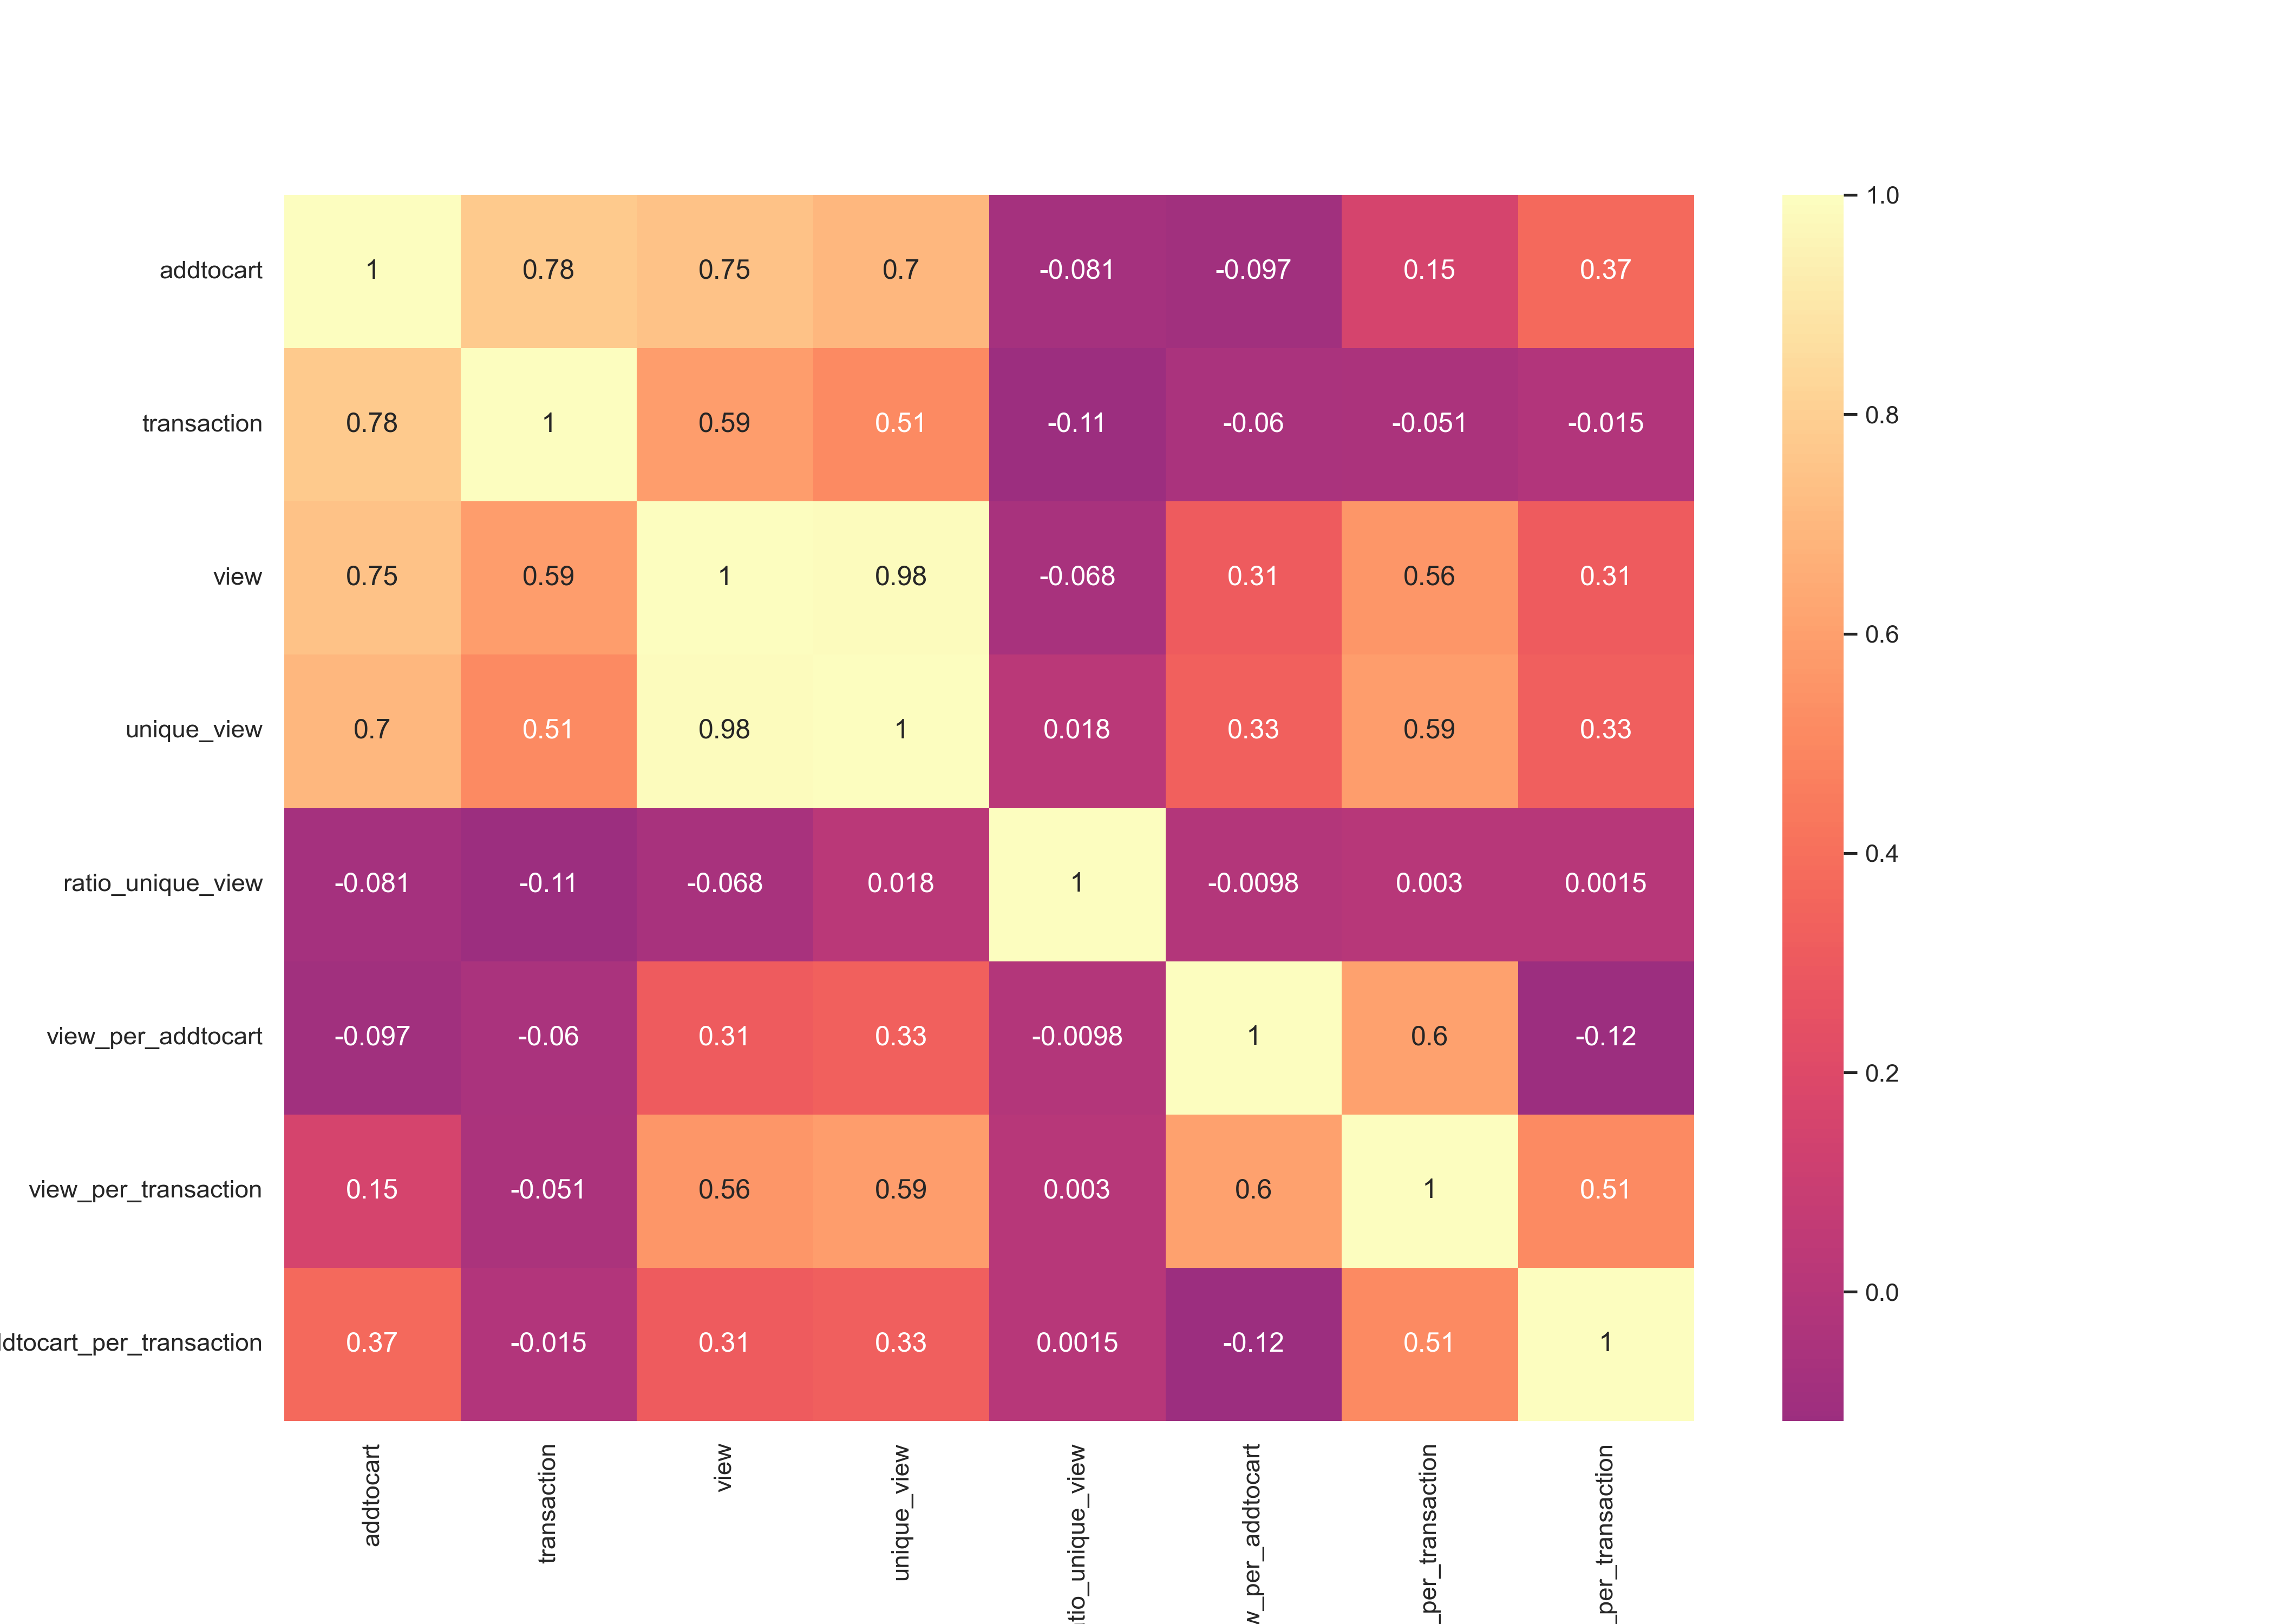 addtocart 1 0.78 0.75 0.7 -0.081 -0.097 0.15 0.37
transaction 0.78 1 0.59 0.51 -0.11 -0.06 -0.051 -0.015
view 0.75 0.59 1 0.98 -0.068 0.31 0.56 0.31
unique_view 0.7 0.51 0.98 1 0.018 0.33 0.59 0.33
ratio_unique_view -0.081 -0.11 -0.068 0.018 1 -0.0098 0.003 0.0015
view_per_addtocart -0.097 -0.06 0.31 0.33 -0.0098 1 0.6 -0.12
view_per_transaction 0.15 -0.051 0.56 0.59 0.003 0.6 1 0.51
dtocart_per_transaction 0.37 -0.015 0.31 0.33 0.0015 -0.12 0.51 1
addtocart
transaction
view
unique_view
tio_unique_view
w_per_addtocart
_per_transaction
_per_transaction
1.0
0.8
0.6
0.4
0.2
0.0